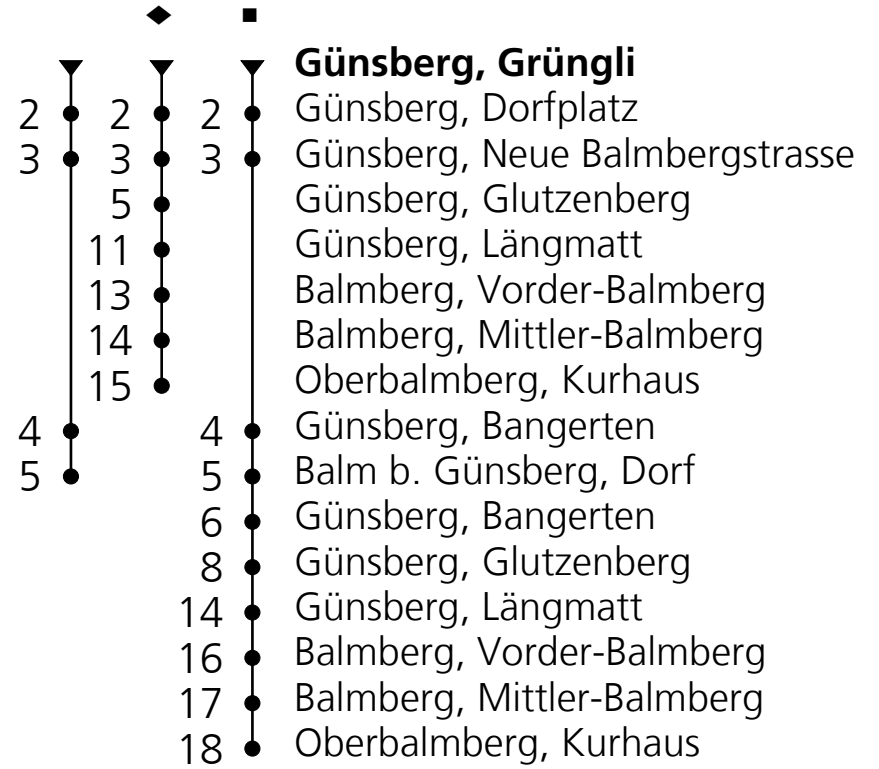 Günsberg, Grüngli
2 2 2 Günsberg, Dorfplatz
3 3 3 Günsberg, Neue Balmbergstrasse
5 Günsberg, Glutzenberg
11 Günsberg, Längmatt
13 Balmberg, Vorder-Balmberg
14 Balmberg, Mittler-Balmberg
15 Oberbalmberg, Kurhaus
4 4 Günsberg, Bangerten
5 5 Balm b. Günsberg, Dorf
6 Günsberg, Bangerten
8 Günsberg, Glutzenberg
14 Günsberg, Längmatt
16 Balmberg, Vorder-Balmberg
17 Balmberg, Mittler-Balmberg
18 Oberbalmberg, Kurhaus